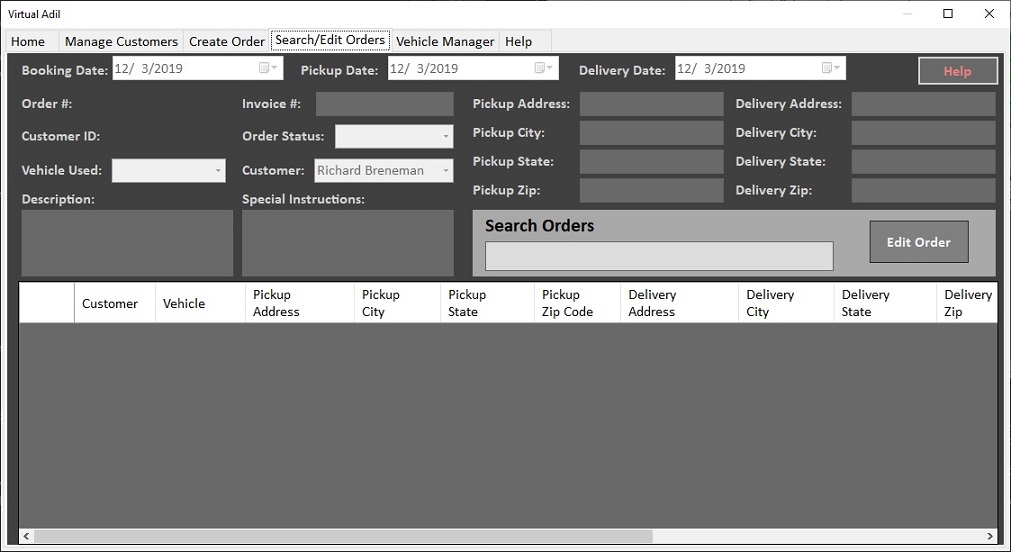 Virtual Adil
Home Manage Customers Create Order Search/Edit Orders Vehicle Manager Help
Booking Date: 12/ 3/2019 Pickup Date: 12/ 3/2019 Delivery Date: 12/ 3/2019 Help
Order #: Invoice #: Pickup Address: Delivery Address:
Customer ID: Order Status: Pickup City: Delivery City:
Pickup State: Delivery State:
Vehicle Used: Customer: Richard Breneman
Pickup Zip: Delivery Zip:
Description: Special Instructions:
Search Orders
Edit Order
Customer Vehicle Pickup Address Pickup City Pickup State Pickup Zip Code Delivery Address Delivery City Delivery State Delivery Zip